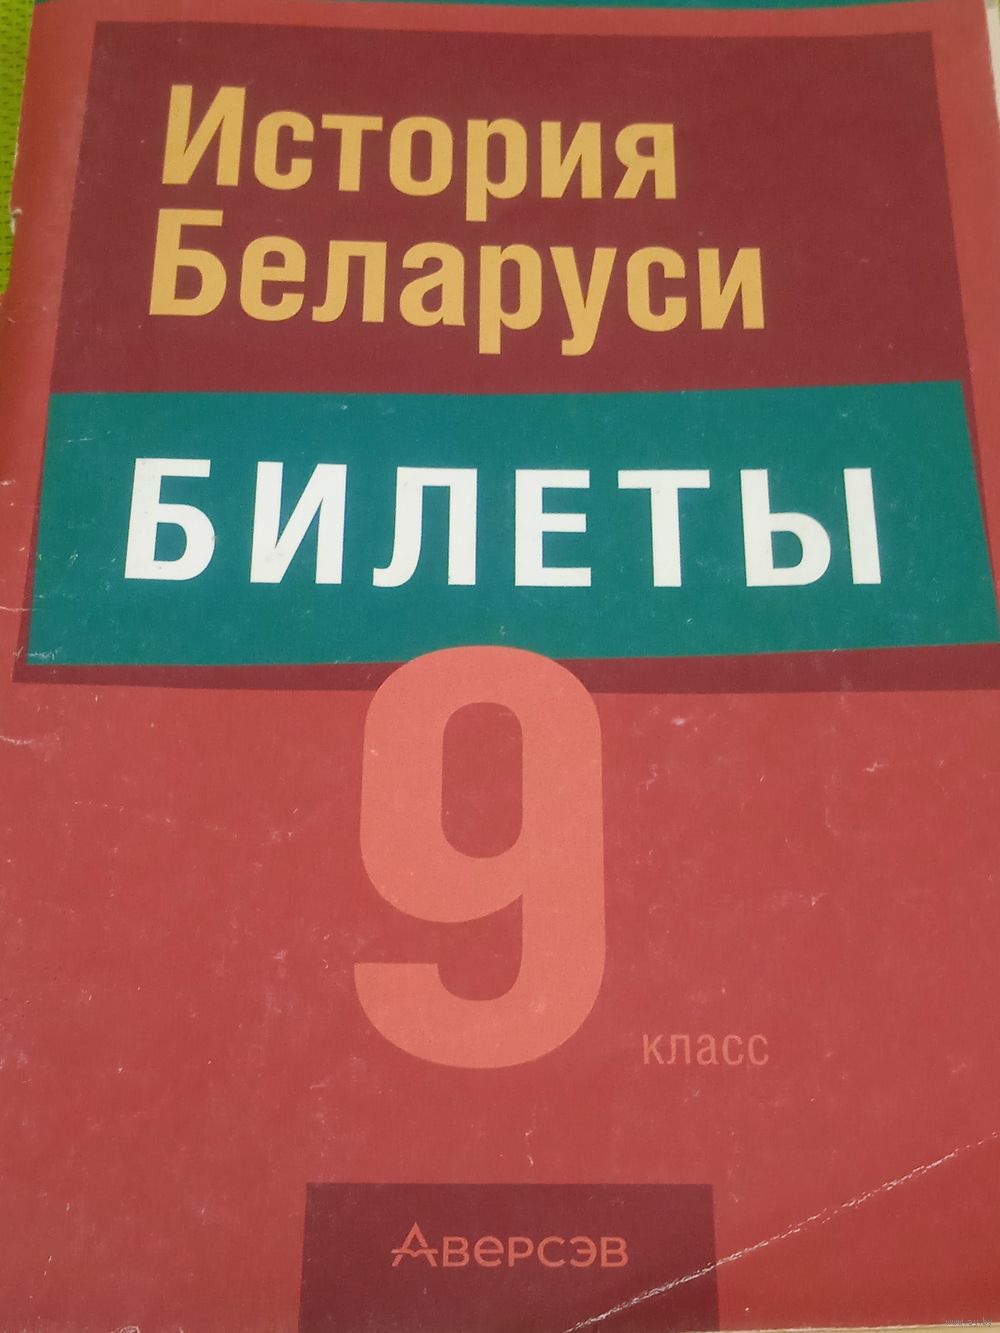 История
Беларуси
БИЛЕТЫ
9
класс
Аверсэв